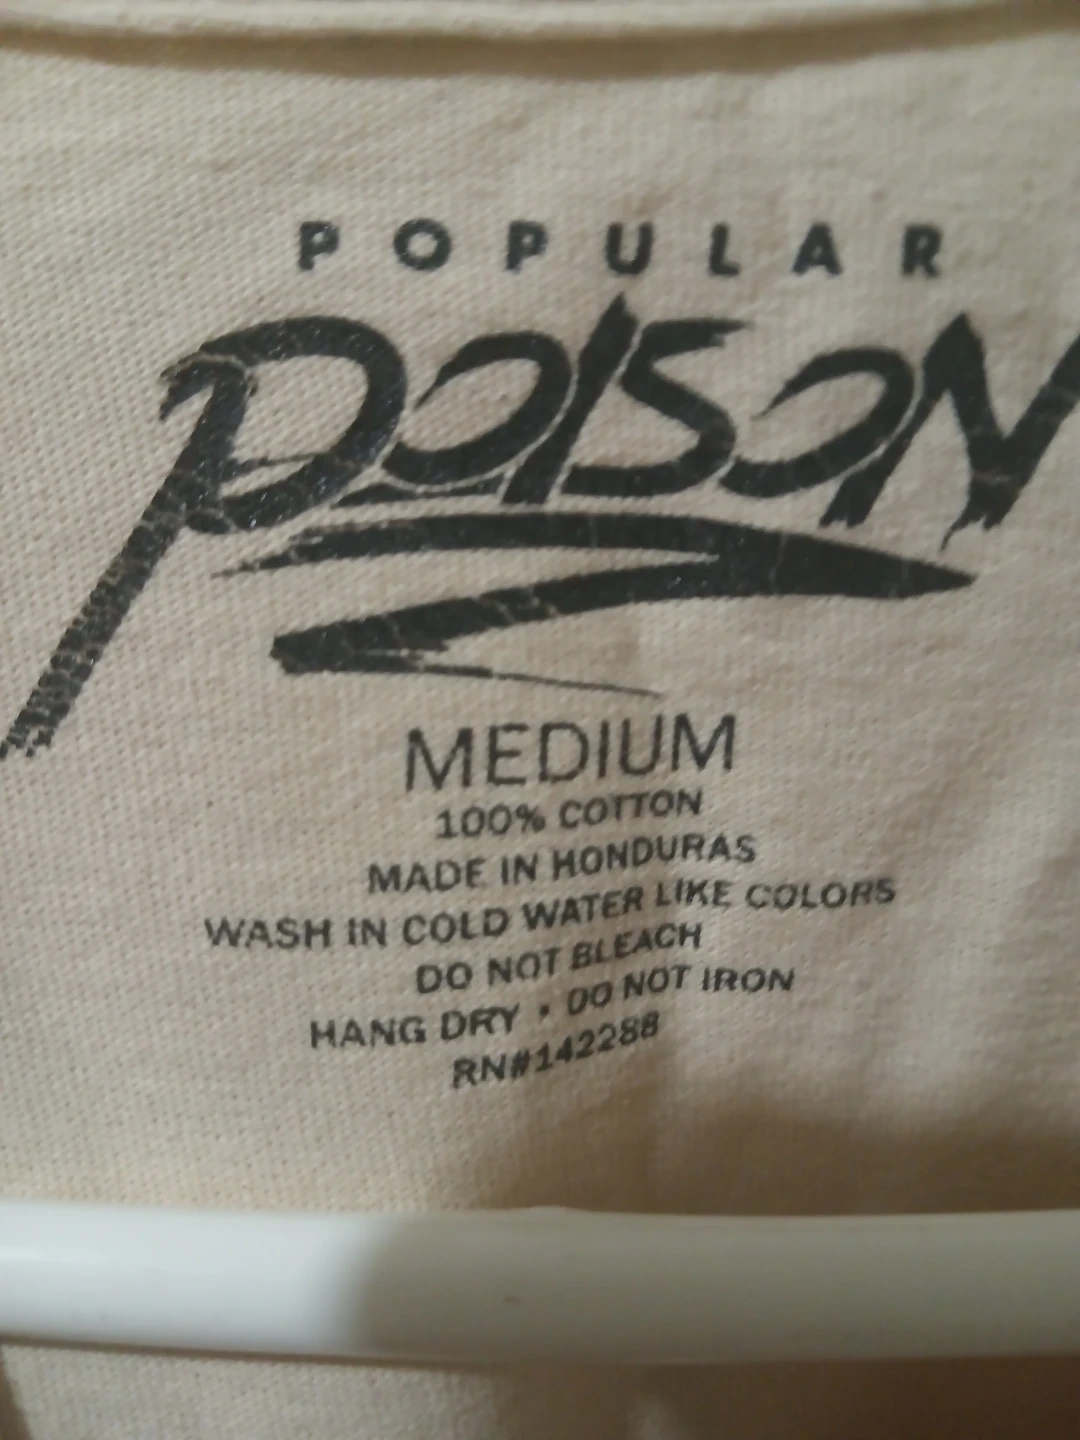 POPULAR
POISON
MEDIUM
100% COTTON
MADE IN HONDURAS
WASH IN COLD WATER LIKE COLORS
DO NOT BLEACH
HANG DRY • DO NOT IRON
RN#142288